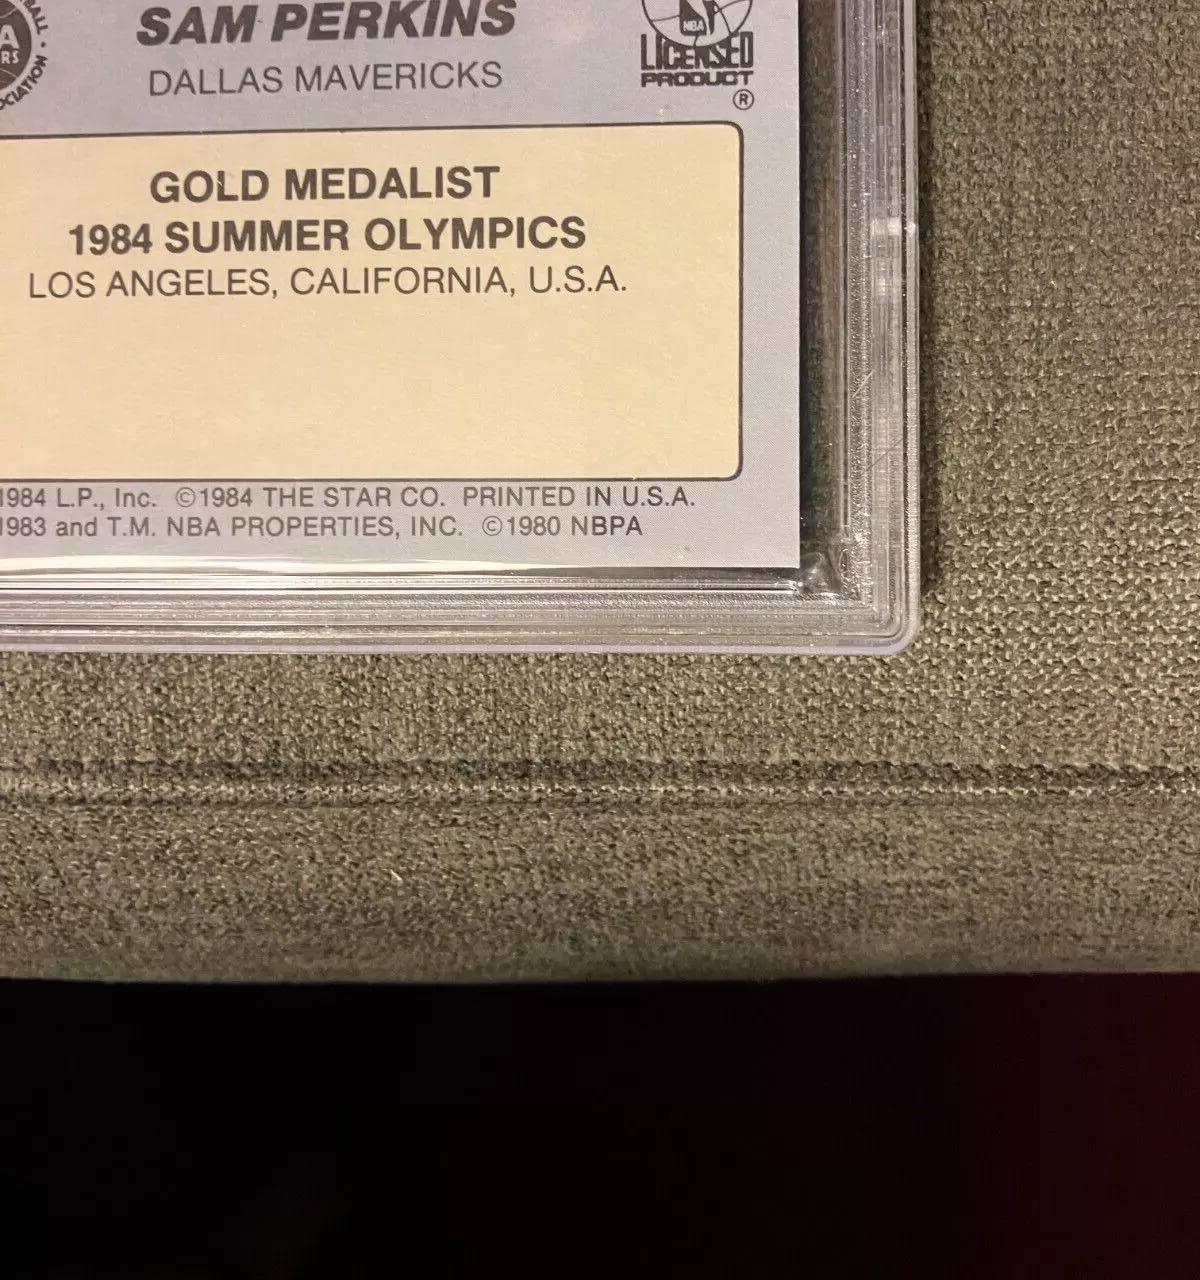 SAM PERKINS
DALLAS MAVERICKS
NBA
LICENSED
PRODUCT
®
GOLD MEDALIST
1984 SUMMER OLYMPICS
LOS ANGELES, CALIFORNIA, U.S.A.
1984 L.P., Inc. ©1984 THE STAR CO. PRINTED IN U.S.A.
1983 and T.M. NBA PROPERTIES, INC. ©1980 NBPA